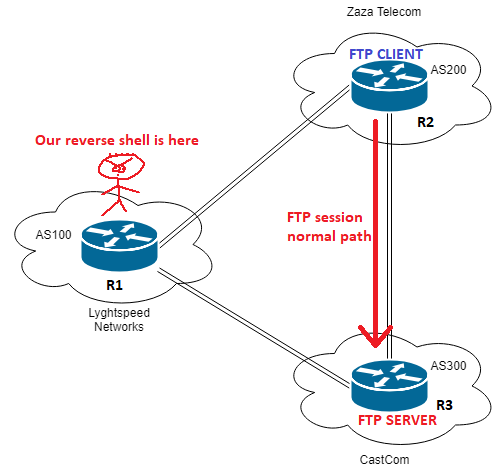 Zaza Telecom
FTP CLIENT
AS200
R2
Our reverse shell is here
FTP session
normal path
AS100
R1
Lyghtspeed
Networks
AS300
R3
FTP SERVER
CastCom